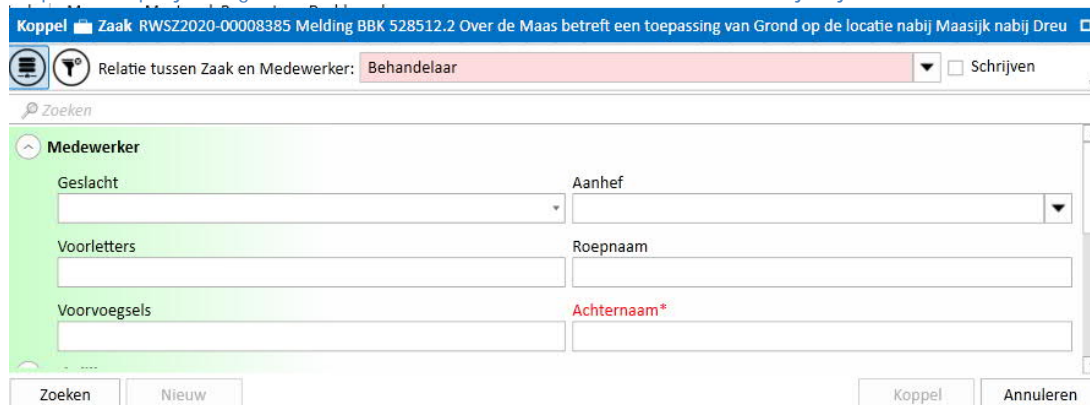 Koppel Zaak RWSZ2020-00008385 Melding BBK 528512.2 Over de Maas betreft een toepassing van Grond op de locatie nabij Maasijk nabij Dreu
Relatie tussen Zaak en Medewerker: Behandelaar Schrijven
Zoeken
Medewerker
Geslacht Aanhef
Voorletters Roepnaam
Voorvoegsels Achternaam*
Zoeken Nieuw Koppel Annuleren